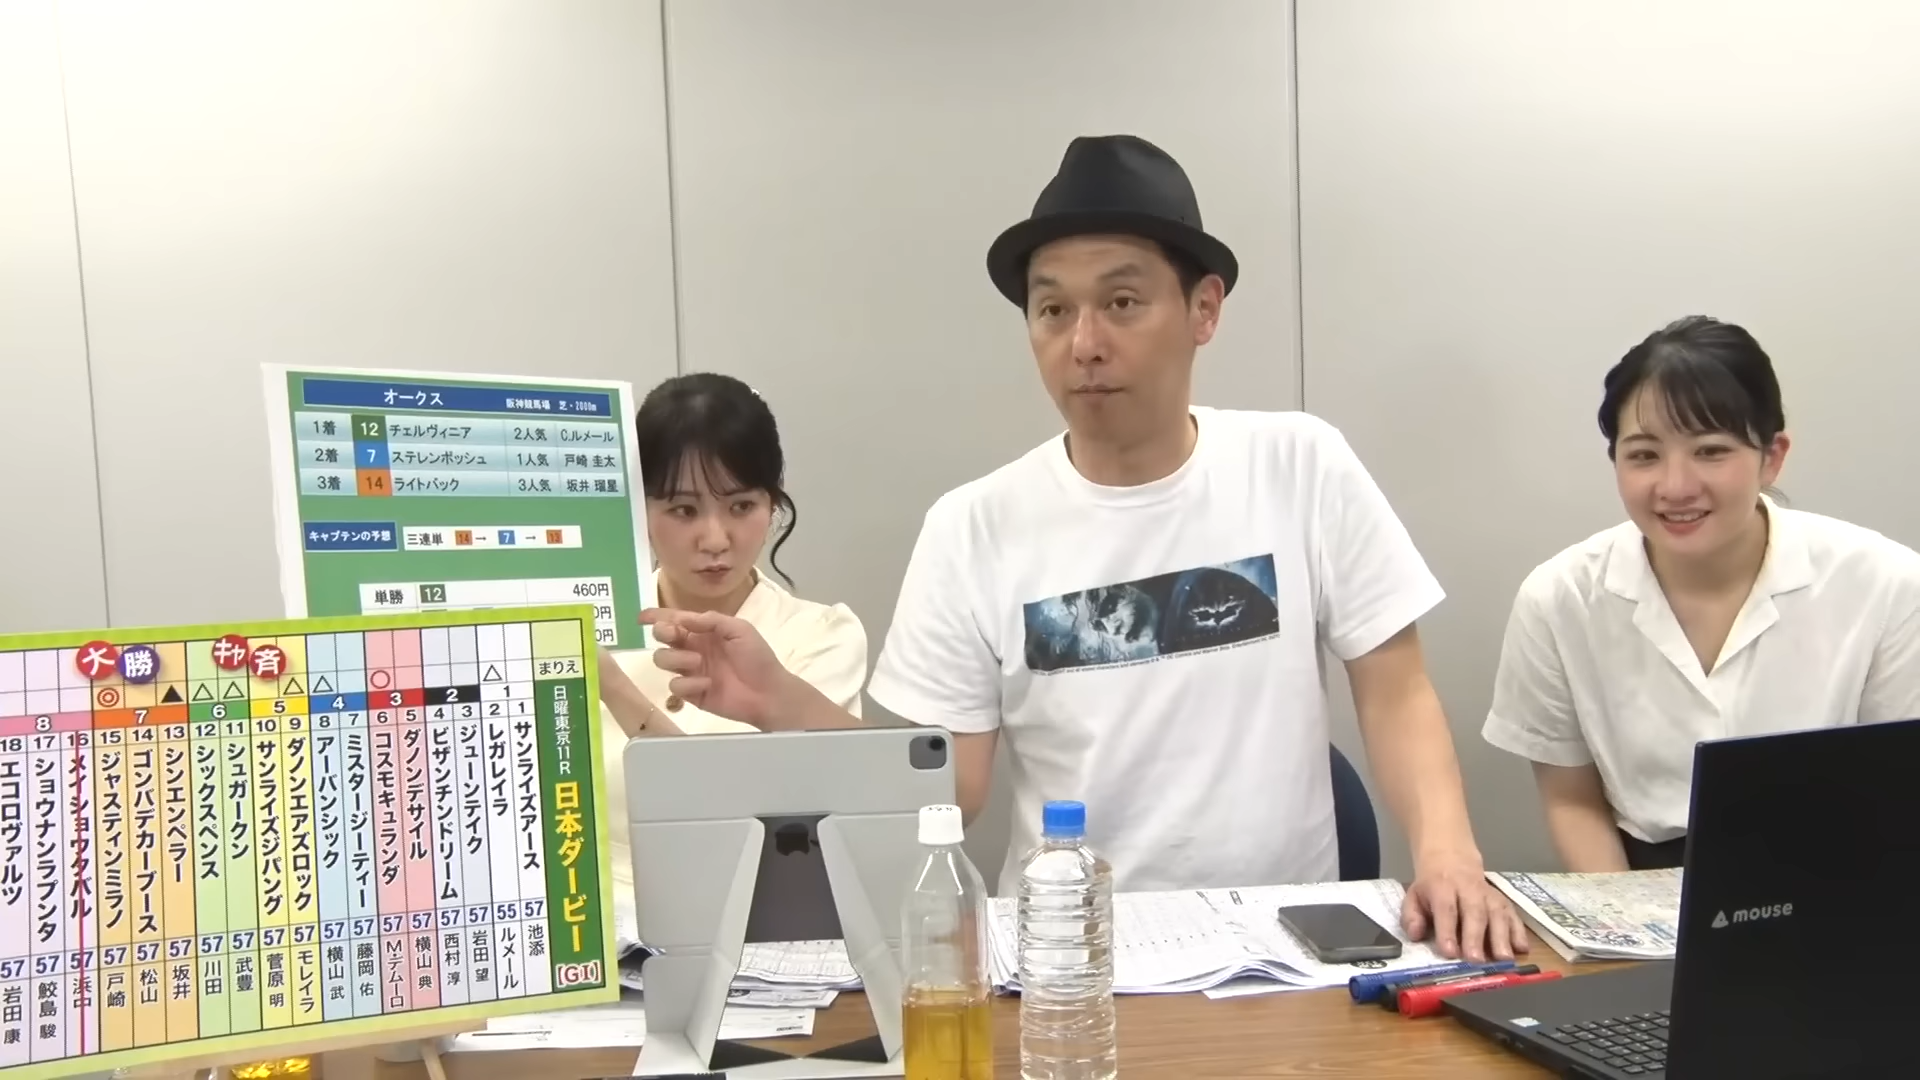 オークス 阪神競馬場 芝・2000m
1着 12 チェルヴィニア 2人気 C.ルメール
2着 7 ステレンボッシュ 1人気 戸崎 圭太
3着 14 ライトバック 3人気 坂井 瑠星
キャプテンの予想 三連単 14 → 7 → 13
単勝 12 460円
0円
0円
大 勝 キャ 斉
まりえ
日曜東京11R 日本ダービー [GI]
1 1 サンライズアース 57 池添
2 レガレイラ 55 ルメール △
2 3 ジューンテイク 57 岩田望
4 ビザンチンドリーム 57 西村淳
3 5 ダノンデサイル 57 横山典
6 コスモキュランダ 57 M・デムーロ ○
4 7 ミスタージーティー 57 藤岡佑
8 アーバンシック 57 横山武 △
5 9 ダノンエアズロック 57 モレイラ △
10 サンライズジパング 57 菅原明
6 11 シュガークン 57 武豊 △
12 シックスペンス 57 川田 △
7 13 シンエンペラー 57 坂井 ▲
14 ゴンバデカーブース 57 松山
15 ジャスティンミラノ 57 戸崎 ◎
8 16 メイショウタバル 57 浜中
17 ショウナンラプンタ 57 鮫島駿
18 エコロヴァルツ 57 岩田康
mouse